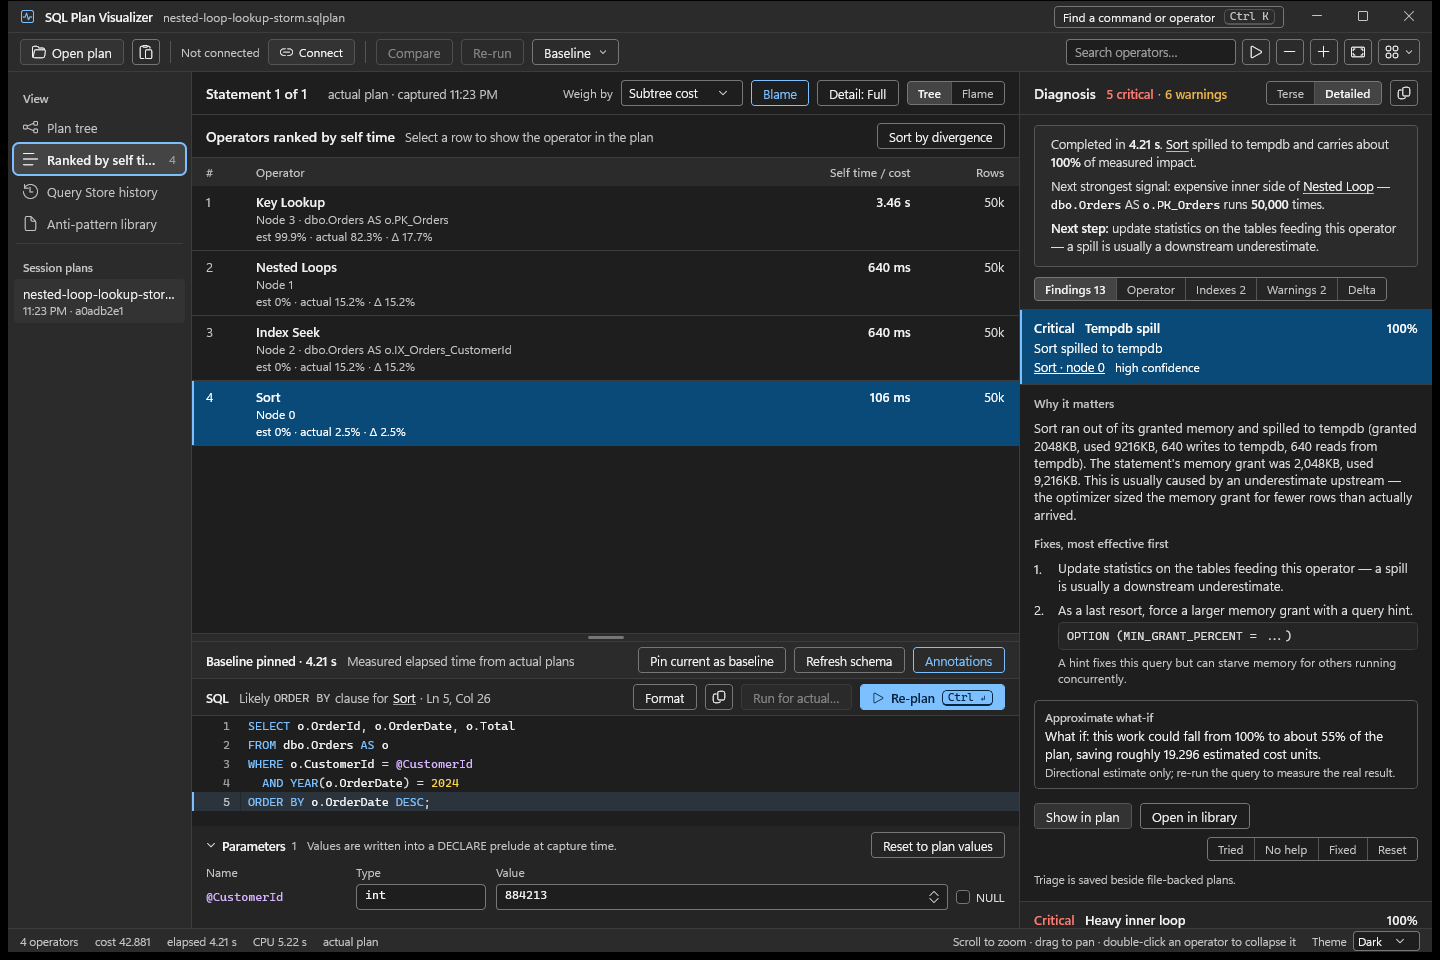 SQL Plan Visualizer nested-loop-lookup-storm.sqlplan
Find a command or operator Ctrl K
Open plan
Not connected
Connect
Compare
Re-run
Baseline
Search operators...
View
Plan tree
Ranked by self ti... 4
Query Store history
Anti-pattern library
Session plans
nested-loop-lookup-stor...
11:23 PM · a0adb2e1
Statement 1 of 1 actual plan · captured 11:23 PM
Weigh by Subtree cost
Blame
Detail: Full
Tree Flame
Operators ranked by self time Select a row to show the operator in the plan
Sort by divergence
# Operator Self time / cost Rows
1 Key Lookup 3.46 s 50k
Node 3 · dbo.Orders AS o.PK_Orders
est 99.9% · actual 82.3% · Δ 17.7%
2 Nested Loops 640 ms 50k
Node 1
est 0% · actual 15.2% · Δ 15.2%
3 Index Seek 640 ms 50k
Node 2 · dbo.Orders AS o.IX_Orders_CustomerId
est 0% · actual 15.2% · Δ 15.2%
4 Sort 106 ms 50k
Node 0
est 0% · actual 2.5% · Δ 2.5%
Baseline pinned · 4.21 s Measured elapsed time from actual plans
Pin current as baseline
Refresh schema
Annotations
SQL Likely ORDER BY clause for Sort · Ln 5, Col 26
Format
Run for actual...
Re-plan Ctrl ↵
1 SELECT o.OrderId, o.OrderDate, o.Total
2 FROM dbo.Orders AS o
3 WHERE o.CustomerId = @CustomerId
4 AND YEAR(o.OrderDate) = 2024
5 ORDER BY o.OrderDate DESC;
Parameters 1 Values are written into a DECLARE prelude at capture time.
Reset to plan values
Name Type Value
@CustomerId int 884213 NULL
Diagnosis 5 critical · 6 warnings
Terse Detailed
Completed in 4.21 s. Sort spilled to tempdb and carries about
100% of measured impact.
Next strongest signal: expensive inner side of Nested Loop —
dbo.Orders AS o.PK_Orders runs 50,000 times.
Next step: update statistics on the tables feeding this operator
— a spill is usually a downstream underestimate.
Findings 13 Operator Indexes 2 Warnings 2 Delta
Critical Tempdb spill 100%
Sort spilled to tempdb
Sort · node 0 high confidence
Why it matters
Sort ran out of its granted memory and spilled to tempdb (granted
2048KB, used 9216KB, 640 writes to tempdb, 640 reads from
tempdb). The statement's memory grant was 2,048KB, used
9,216KB. This is usually caused by an underestimate upstream —
the optimizer sized the memory grant for fewer rows than actually
arrived.
Fixes, most effective first
1. Update statistics on the tables feeding this operator — a spill
is usually a downstream underestimate.
2. As a last resort, force a larger memory grant with a query hint.
OPTION (MIN_GRANT_PERCENT = ...)
A hint fixes this query but can starve memory for others running
concurrently.
Approximate what-if
What if: this work could fall from 100% to about 55% of the
plan, saving roughly 19.296 estimated cost units.
Directional estimate only; re-run the query to measure the real result.
Show in plan
Open in library
Tried No help Fixed Reset
Triage is saved beside file-backed plans.
Critical Heavy inner loop 100%
4 operators cost 42.881 elapsed 4.21 s CPU 5.22 s actual plan
Scroll to zoom · drag to pan · double-click an operator to collapse it Theme Dark